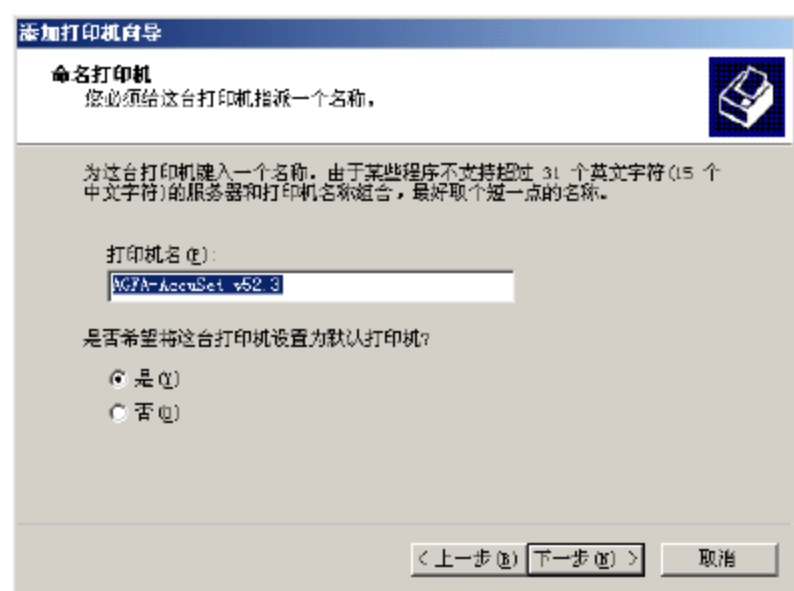 添加打印机向导
命名打印机
您必须给这台打印机指派一个名称。
为这台打印机键入一个名称。由于某些程序不支持超过 31 个英文字符(15 个
中文字符)的服务器和打印机名称组合，最好取个短一点的名称。
打印机名(P):
AGFA-AccuSet v52.3
是否希望将这台打印机设置为默认打印机?
是(Y)
否(U)
<上一步(B) 下一步(N) > 取消